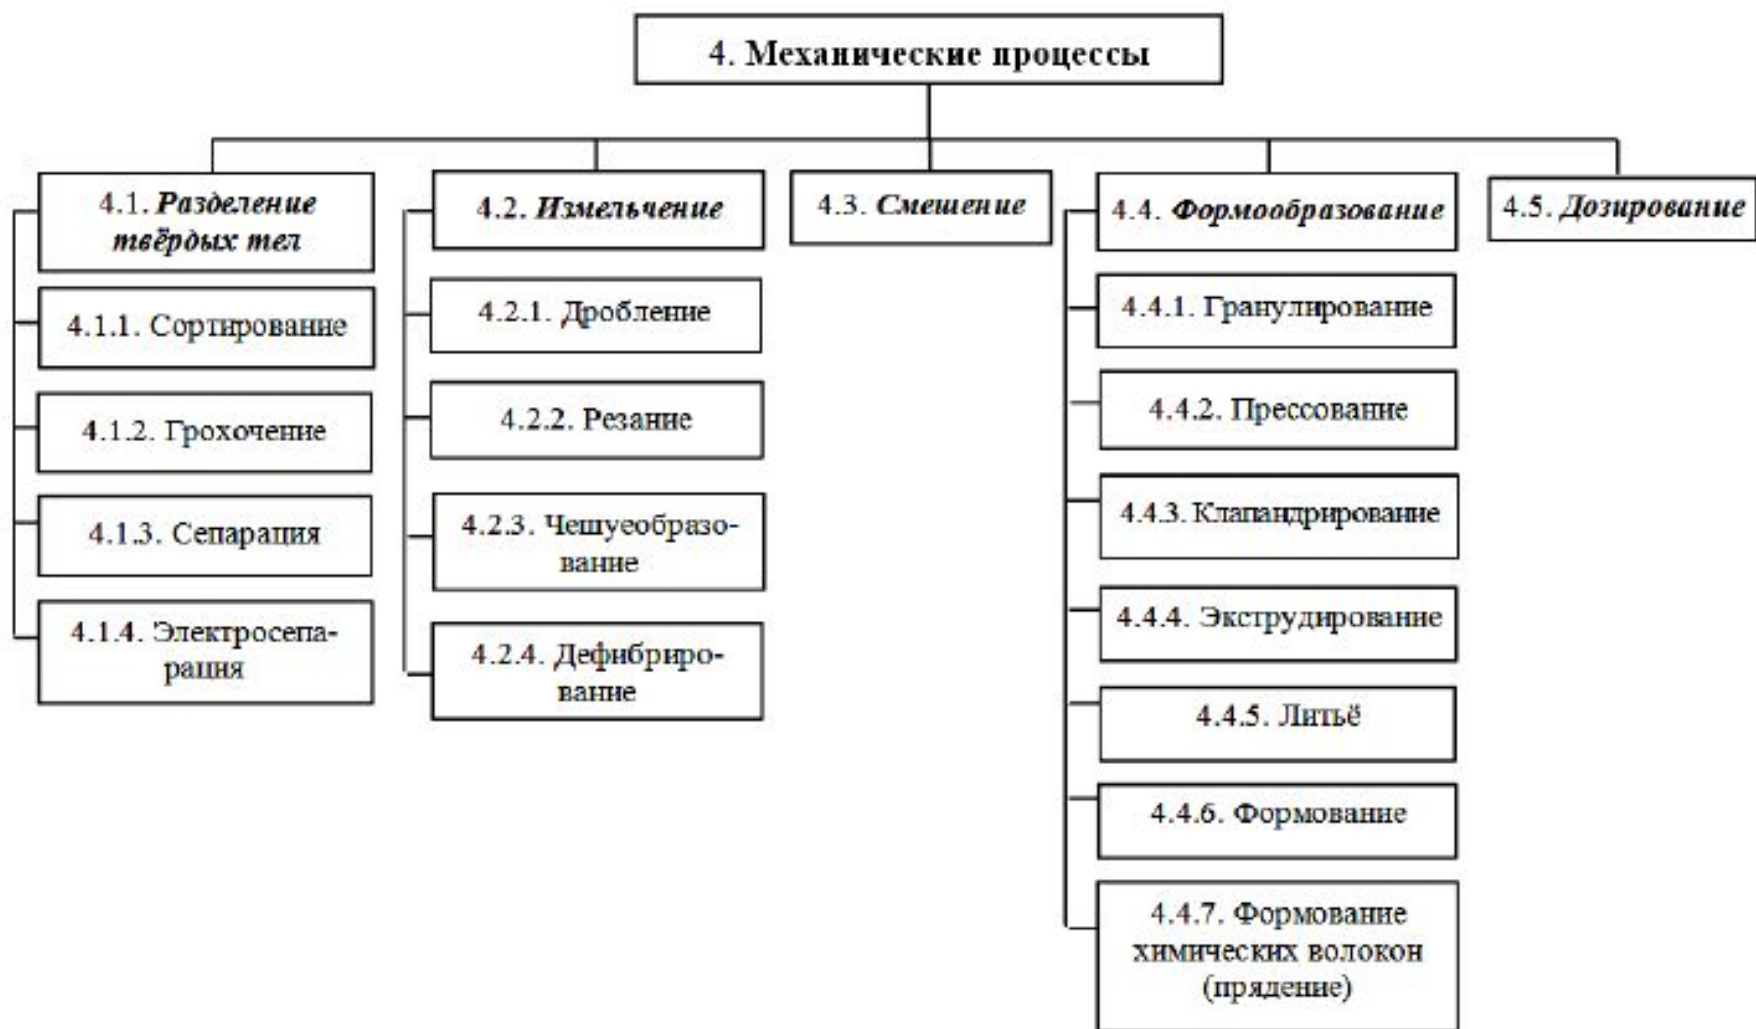 4. Механические процессы
4.1. Разделение
твёрдых тел
4.1.1. Сортирование
4.1.2. Грохочение
4.1.3. Сепарация
4.1.4. Электросепа-
рация
4.2. Измельчение
4.2.1. Дробление
4.2.2. Резание
4.2.3. Чешуеобразо-
вание
4.2.4. Дефибриро-
вание
4.3. Смешение
4.4. Формообразование
4.4.1. Гранулирование
4.4.2. Прессование
4.4.3. Клапандрирование
4.4.4. Экструдирование
4.4.5. Литьё
4.4.6. Формование
4.4.7. Формование
химических волокон
(прядение)
4.5. Дозирование